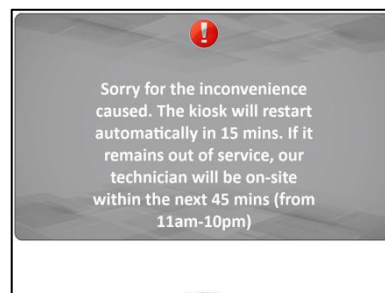 Sorry for the inconvenience
caused. The kiosk will restart
automatically in 15 mins. If it
remains out of service, our
technician will be on-site
within the next 45 mins (from
11am-10pm)